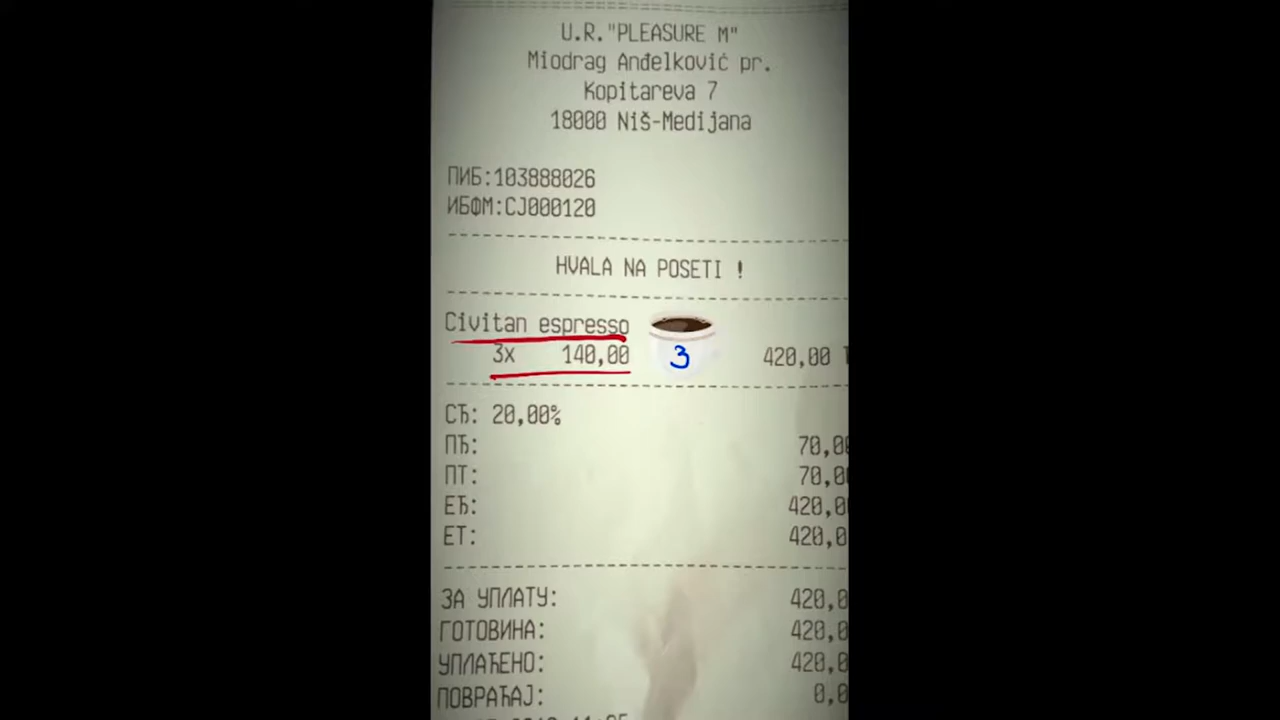 U.R."PLEASURE M"
Miodrag Anđelković pr.
Kopitareva 7
18000 Niš-Medijana
ПИБ:103888026
ИБФМ:CJ000120
HVALA NA POSETI !
Civitan espresso
3x 140,00 420,00
3
СЂ: 20,00%
ПЂ: 70,00
ПТ: 70,00
ЕЂ: 420,0
ЕТ: 420,0
ЗА УПЛАТУ: 420,0
ГОТОВИНА: 420,0
УПЛАЋЕНО: 420,0
ПОВРАЋАЈ: 0,0